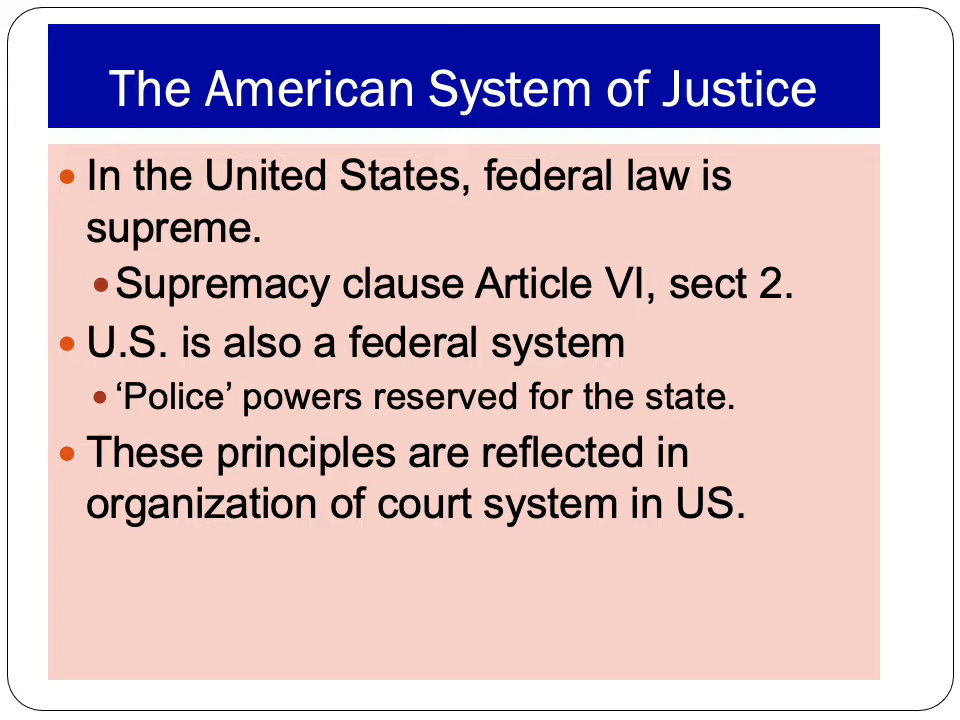 The American System of Justice
• In the United States, federal law is
supreme.
• Supremacy clause Article VI, sect 2.
• U.S. is also a federal system
• ‘Police’ powers reserved for the state.
• These principles are reflected in
organization of court system in US.